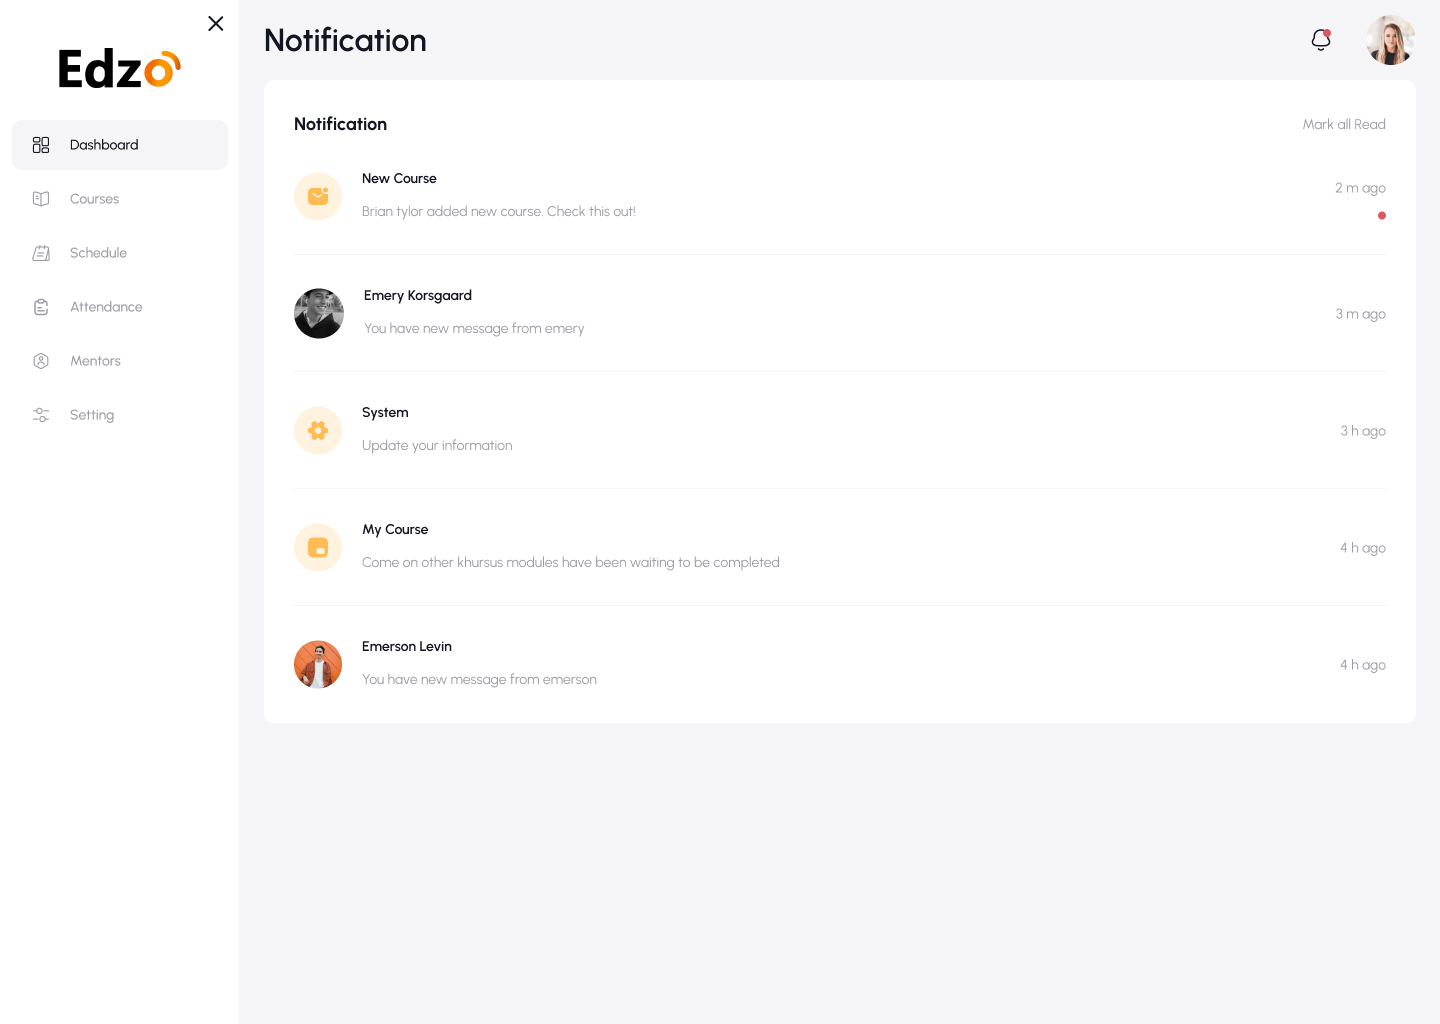 Edzo
Dashboard
Courses
Schedule
Attendance
Mentors
Setting
Notification
Notification
Mark all Read
New Course
Brian tylor added new course. Check this out!
2 m ago
Emery Korsgaard
You have new message from emery
3 m ago
System
Update your information
3 h ago
My Course
Come on other khursus modules have been waiting to be completed
4 h ago
Emerson Levin
You have new message from emerson
4 h ago